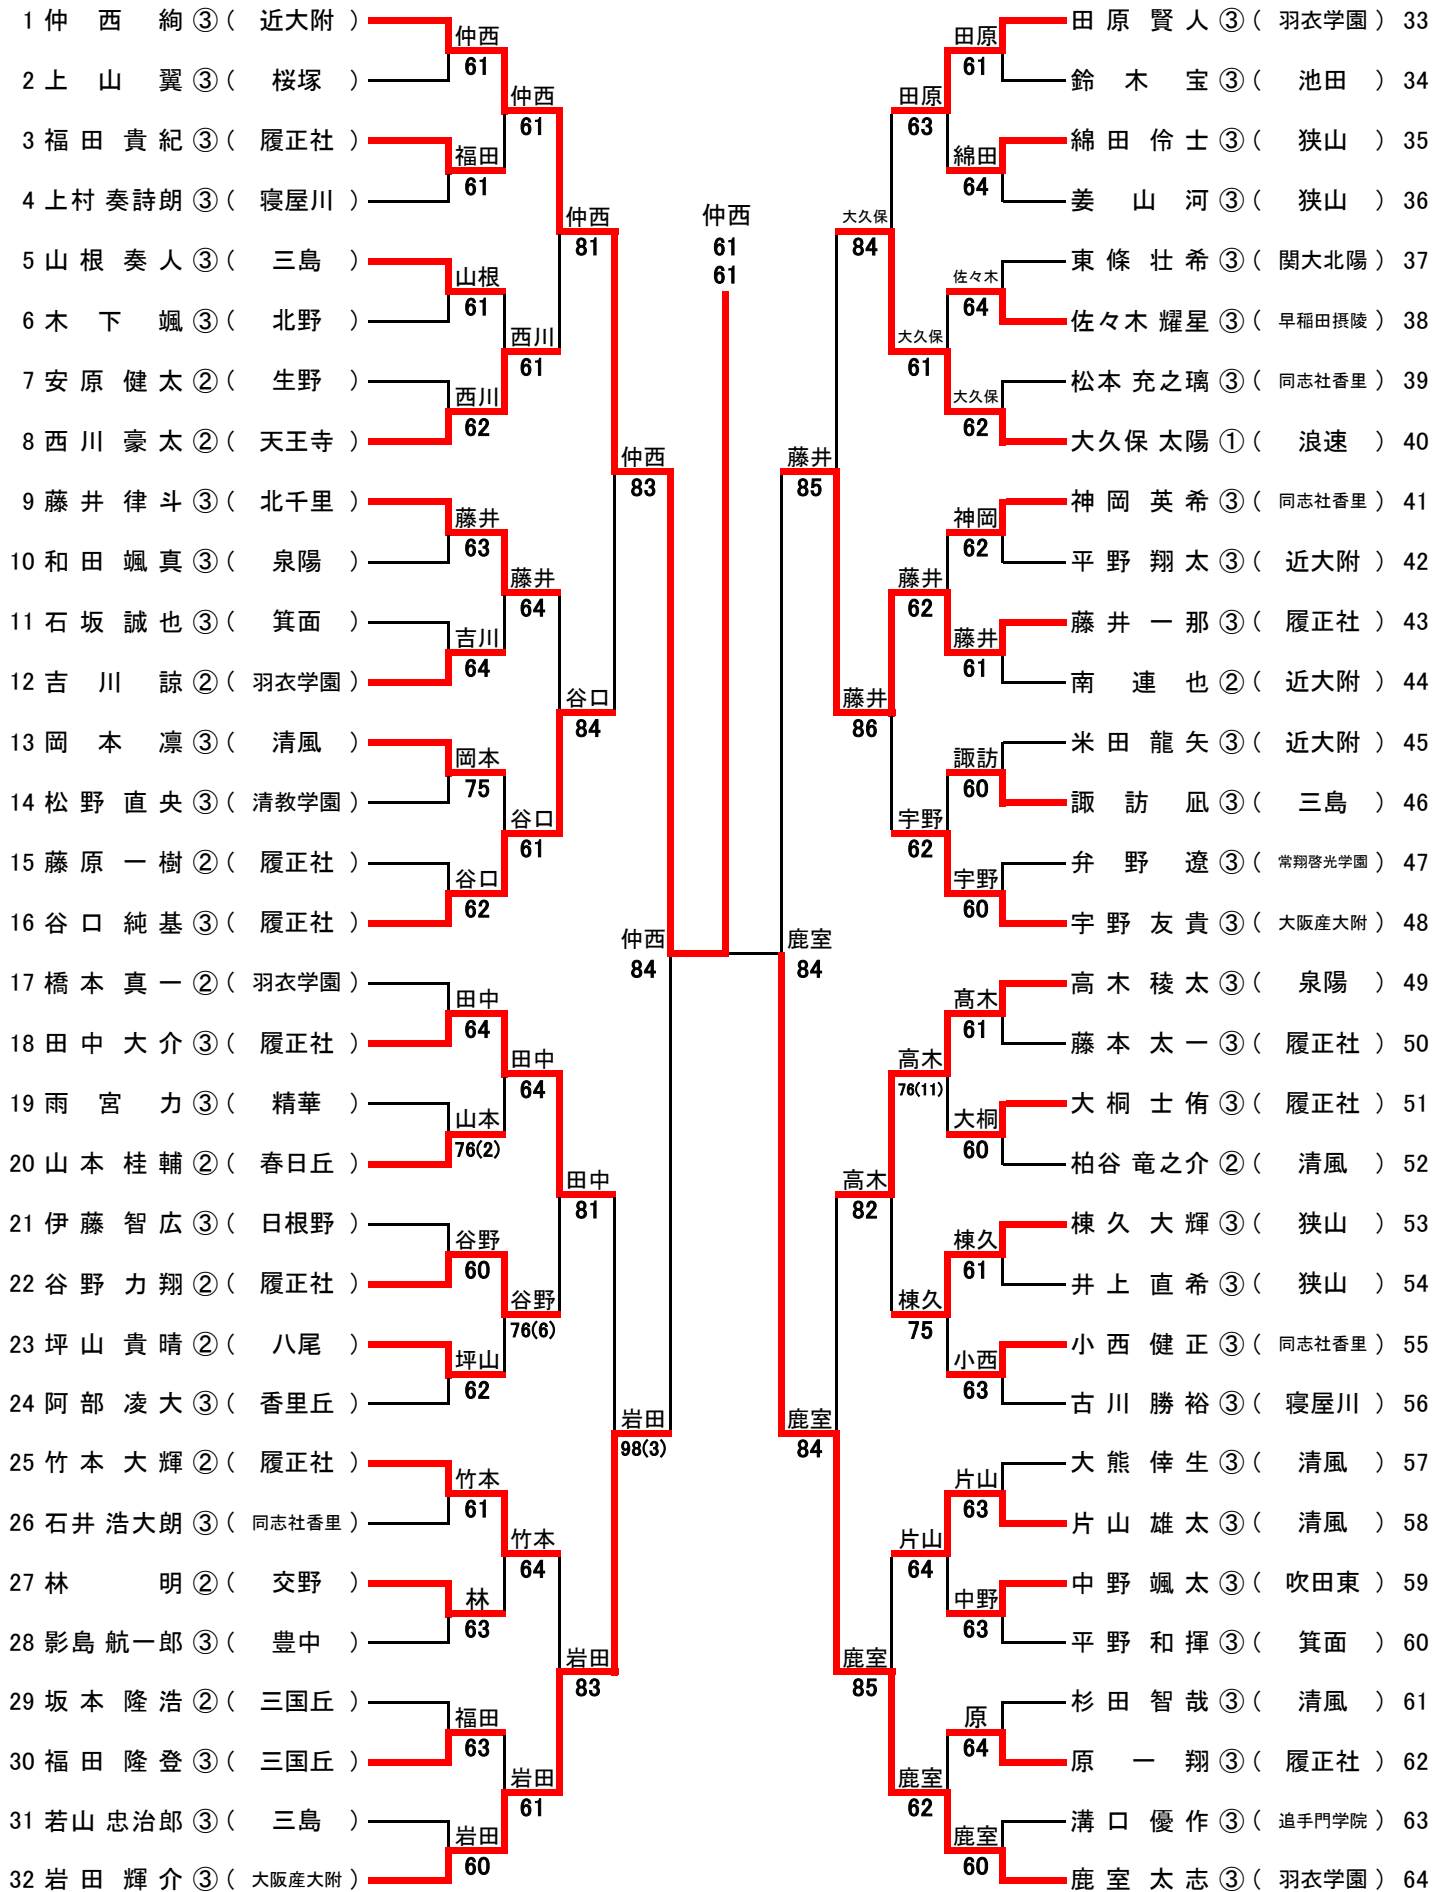 1 仲 西 絢 ③ ( 近大附 )
2 上 山 翼 ③ ( 桜塚 )
3 福 田 貴 紀 ③ ( 履正社 )
4 上村 奏詩朗 ③ ( 寝屋川 )
5 山 根 奏 人 ③ ( 三島 )
6 木 下 颯 ③ ( 北野 )
7 安 原 健 太 ② ( 生野 )
8 西 川 豪 太 ② ( 天王寺 )
9 藤 井 律 斗 ③ ( 北千里 )
10 和 田 颯 真 ③ ( 泉陽 )
11 石 坂 誠 也 ③ ( 箕面 )
12 吉 川 諒 ② ( 羽衣学園 )
13 岡 本 凛 ③ ( 清風 )
14 松 野 直 央 ③ ( 清教学園 )
15 藤 原 一 樹 ② ( 履正社 )
16 谷 口 純 基 ③ ( 履正社 )
17 橋 本 真 一 ② ( 羽衣学園 )
18 田 中 大 介 ③ ( 履正社 )
19 雨 宮 力 ③ ( 精華 )
20 山 本 桂 輔 ② ( 春日丘 )
21 伊 藤 智 広 ③ ( 日根野 )
22 谷 野 力 翔 ② ( 履正社 )
23 坪 山 貴 晴 ② ( 八尾 )
24 阿 部 凌 大 ③ ( 香里丘 )
25 竹 本 大 輝 ② ( 履正社 )
26 石井 浩大朗 ③ ( 同志社香里 )
27 林 明 ② ( 交野 )
28 影島 航一郎 ③ ( 豊中 )
29 坂 本 隆 浩 ② ( 三国丘 )
30 福 田 隆 登 ③ ( 三国丘 )
31 若山 忠治郎 ③ ( 三島 )
32 岩 田 輝 介 ③ ( 大阪産大附 )
仲西
61
福田
61
山根
61
西川
62
藤井
63
吉川
64
岡本
75
谷口
62
田中
64
山本
76(2)
谷野
60
坪山
62
竹本
61
林
63
福田
63
岩田
60
仲西
61
西川
61
藤井
64
谷口
61
田中
64
谷野
76(6)
竹本
64
岩田
61
仲西
81
谷口
84
田中
81
岩田
83
仲西
83
岩田
98(3)
仲西
84
仲西
61
61
鹿室
84
藤井
85
鹿室
84
大久保
84
藤井
86
高木
82
鹿室
85
田原
63
大久保
61
藤井
62
宇野
62
高木
76(11)
棟久
75
片山
64
鹿室
62
田原
61
綿田
64
佐々木
64
大久保
62
神岡
62
藤井
61
諏訪
60
宇野
60
髙木
61
大桐
60
棟久
61
小西
63
片山
63
中野
63
原
64
鹿室
60
田 原 賢 人 ③ ( 羽衣学園 ) 33
鈴 木 宝 ③ ( 池田 ) 34
綿 田 伶 士 ③ ( 狭山 ) 35
姜 山 河 ③ ( 狭山 ) 36
東 條 壮 希 ③ ( 関大北陽 ) 37
佐々木 耀星 ③ ( 早稲田摂陵 ) 38
松本 充之璃 ③ ( 同志社香里 ) 39
大久保 太陽 ① ( 浪速 ) 40
神 岡 英 希 ③ ( 同志社香里 ) 41
平 野 翔 太 ③ ( 近大附 ) 42
藤 井 一 那 ③ ( 履正社 ) 43
南 連 也 ② ( 近大附 ) 44
米 田 龍 矢 ③ ( 近大附 ) 45
諏 訪 凪 ③ ( 三島 ) 46
弁 野 遼 ③ ( 常翔啓光学園 ) 47
宇 野 友 貴 ③ ( 大阪産大附 ) 48
高 木 稜 太 ③ ( 泉陽 ) 49
藤 本 太 一 ③ ( 履正社 ) 50
大 桐 士 侑 ③ ( 履正社 ) 51
柏谷 竜之介 ② ( 清風 ) 52
棟 久 大 輝 ③ ( 狭山 ) 53
井 上 直 希 ③ ( 狭山 ) 54
小 西 健 正 ③ ( 同志社香里 ) 55
古 川 勝 裕 ③ ( 寝屋川 ) 56
大 熊 倖 生 ③ ( 清風 ) 57
片 山 雄 太 ③ ( 清風 ) 58
中 野 颯 太 ③ ( 吹田東 ) 59
平 野 和 揮 ③ ( 箕面 ) 60
杉 田 智 哉 ③ ( 清風 ) 61
原 一 翔 ③ ( 履正社 ) 62
溝 口 優 作 ③ ( 追手門学院 ) 63
鹿 室 太 志 ③ ( 羽衣学園 ) 64